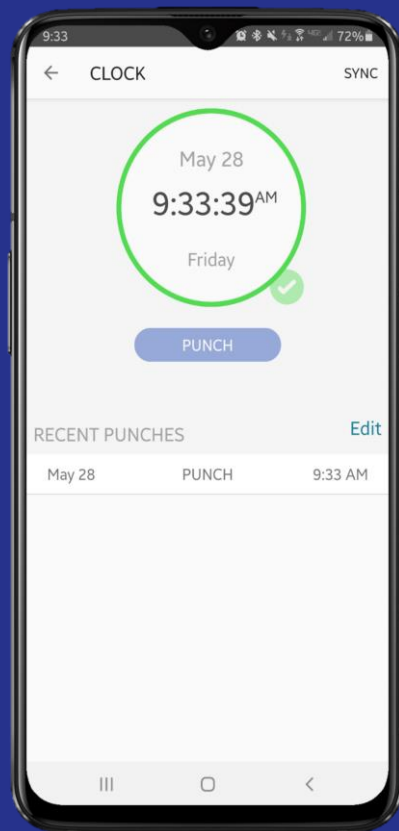 9:33 72%
CLOCK SYNC
May 28
9:33:39AM
Friday
PUNCH
RECENT PUNCHES Edit
May 28 PUNCH 9:33 AM